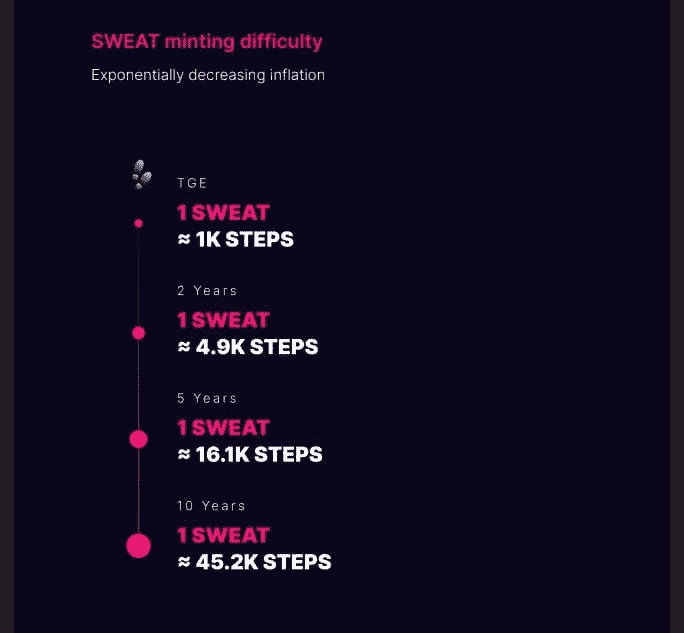 SWEAT minting difficulty
Exponentially decreasing inflation
TGE
1 SWEAT
≈ 1K STEPS
2 Years
1 SWEAT
≈ 4.9K STEPS
5 Years
1 SWEAT
≈ 16.1K STEPS
10 Years
1 SWEAT
≈ 45.2K STEPS